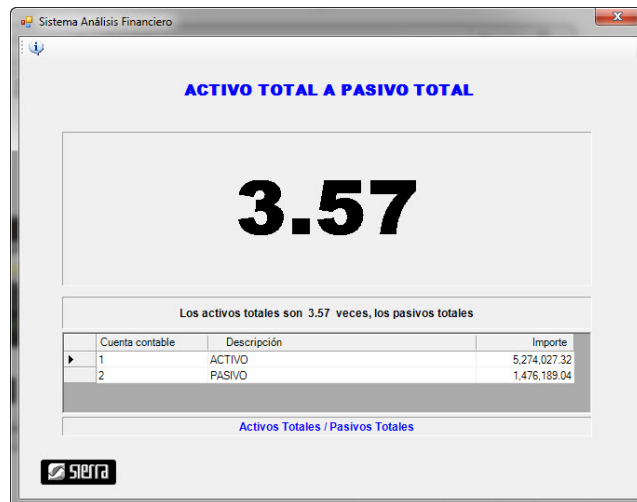 Sistema Análisis Financiero
ACTIVO TOTAL A PASIVO TOTAL
3.57
Los activos totales son 3.57 veces, los pasivos totales
Cuenta contable Descripción Importe
1 ACTIVO 5,274,027.32
2 PASIVO 1,476,189.04
Activos Totales / Pasivos Totales
sierra